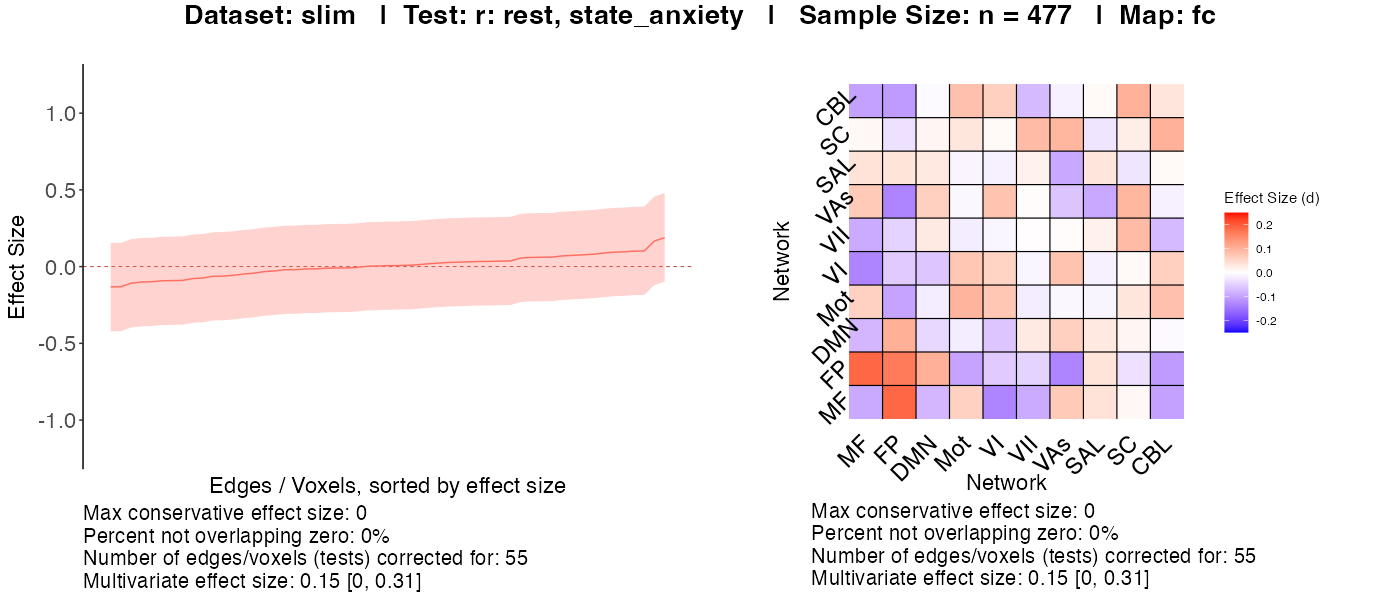 Dataset: slim | Test: r: rest, state_anxiety | Sample Size: n = 477 | Map: fc
Effect Size
1.0
0.5
0.0
-0.5
-1.0
Edges / Voxels, sorted by effect size
Max conservative effect size: 0
Percent not overlapping zero: 0%
Number of edges/voxels (tests) corrected for: 55
Multivariate effect size: 0.15 [0, 0.31]
Network
CBL
SC
SAL
VAs
VII
VI
Mot
DMN
FP
MF
MF
FP
DMN
Mot
VI
VII
VAs
SAL
SC
CBL
Network
Effect Size (d)
0.2
0.1
0.0
-0.1
-0.2
Max conservative effect size: 0
Percent not overlapping zero: 0%
Number of edges/voxels (tests) corrected for: 55
Multivariate effect size: 0.15 [0, 0.31]